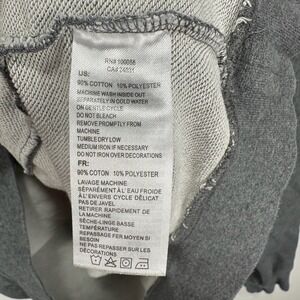 RN# 100058
CA# 24031
US:
90% COTTON 10% POLYESTER
MACHINE WASH INSIDE OUT
SEPARATELY IN COLD WATER
ON GENTLE CYCLE
DO NOT BLEACH
REMOVE PROMPTLY FROM
MACHINE
TUMBLE DRY LOW
MEDIUM IRON IF NECESSARY
DO NOT IRON OVER DECORATIONS
FR:
90% COTTON 10% POLYESTER
LAVAGE MACHINE
SÉPARÉMENT À L'EAU FROIDE
À L'ENVERS CYCLE DÉLICAT
PAS DE JAVEL
RETIRER RAPIDEMENT DE
LA MACHINE
SÈCHE-LINGE BASSE
TEMPÉRATURE
REPASSAGE FER MOYEN SI
BESOIN
NE PAS REPASSER SUR LES
DÉCORATIONS